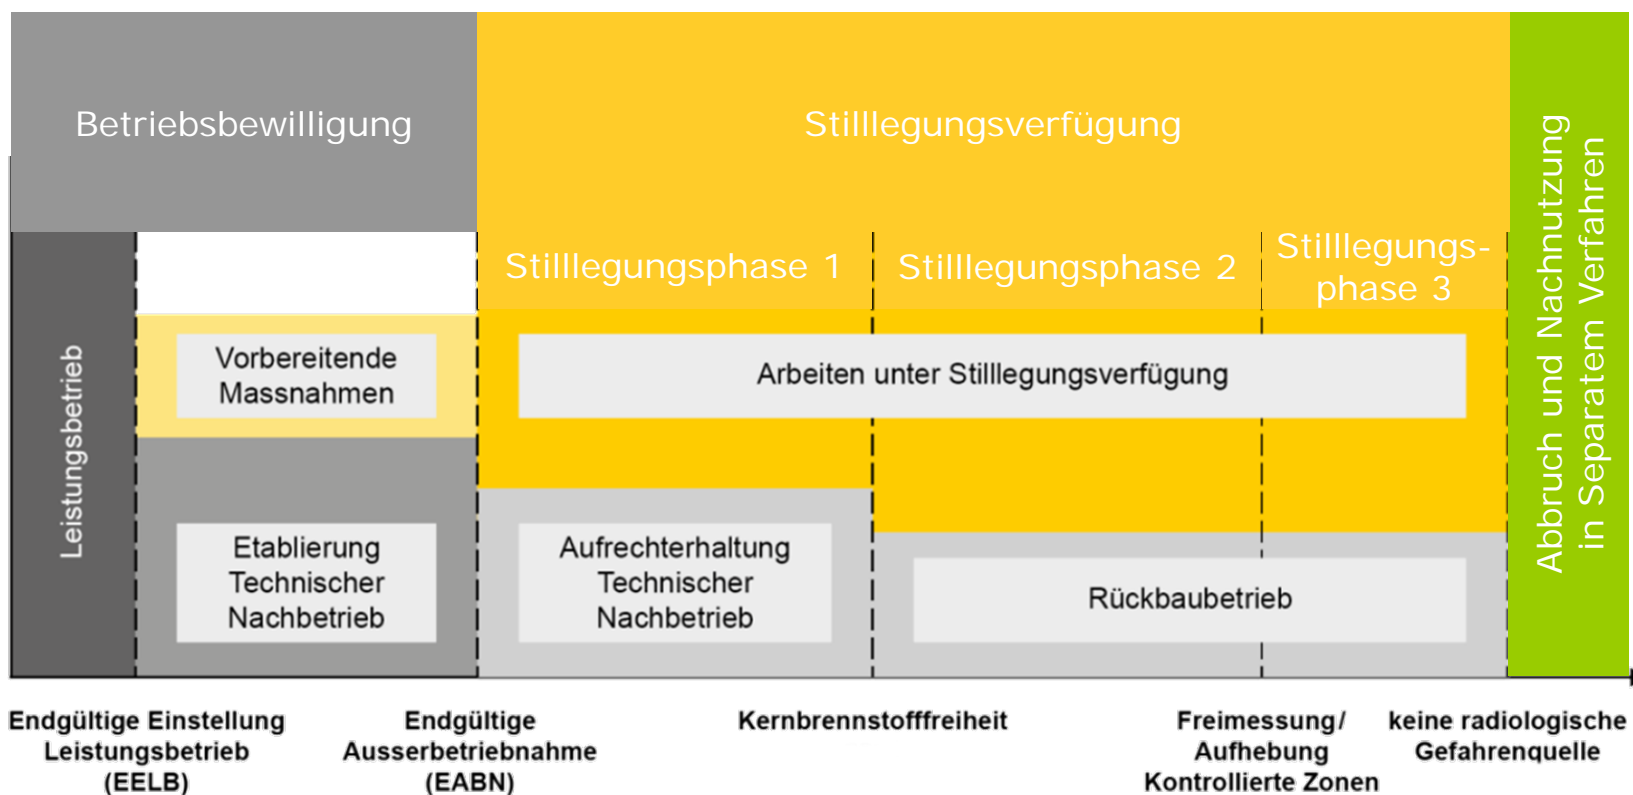 Betriebsbewilligung
Stilllegungsverfügung
Stilllegungsphase 1
Stilllegungsphase 2
Stilllegungs-
phase 3
Abbruch und Nachnutzung
in Separatem Verfahren
Leistungsbetrieb
Vorbereitende
Massnahmen
Arbeiten unter Stilllegungsverfügung
Etablierung
Technischer
Nachbetrieb
Aufrechterhaltung
Technischer
Nachbetrieb
Rückbaubetrieb
Endgültige Einstellung
Leistungsbetrieb
(EELB)
Endgültige
Ausserbetriebnahme
(EABN)
Kernbrennstofffreiheit
Freimessung/
Aufhebung
Kontrollierte Zonen
keine radiologische
Gefahrenquelle